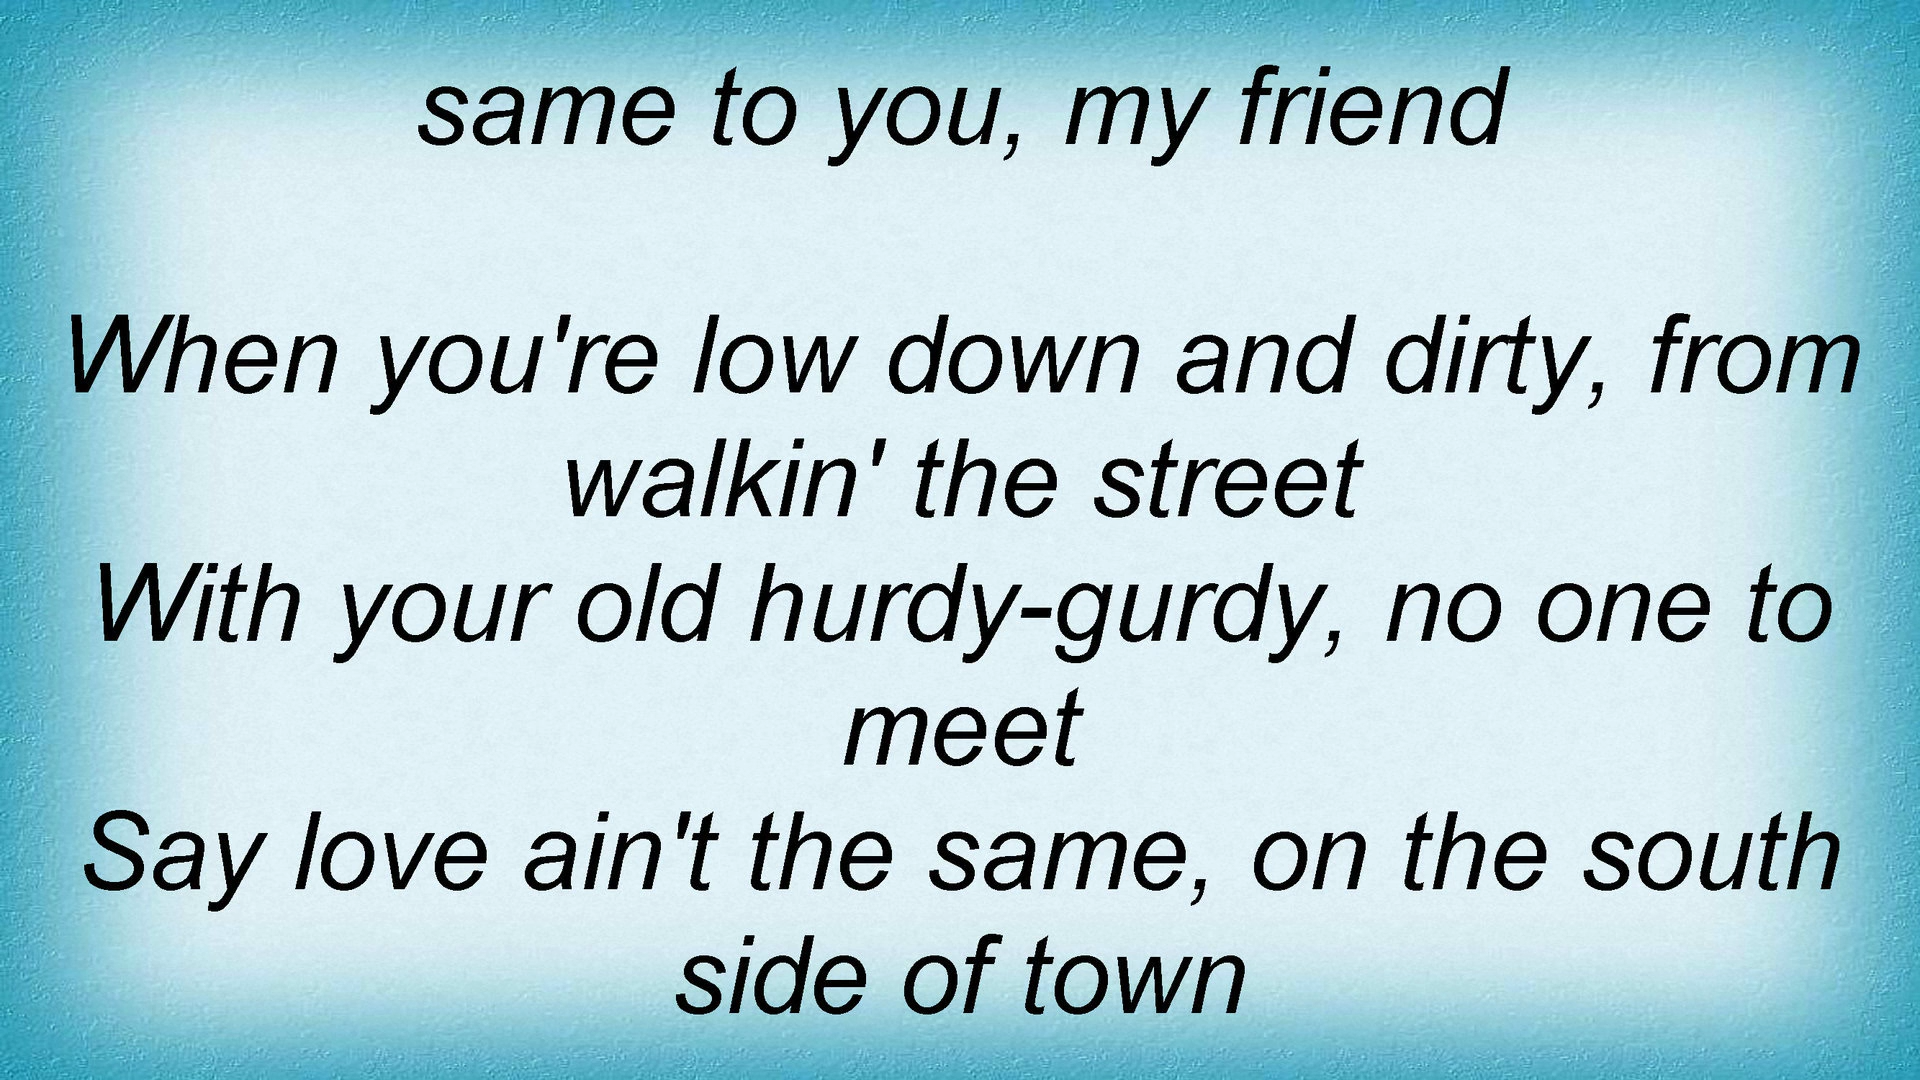 same to you, my friend
When you're low down and dirty, from
walkin' the street
With your old hurdy-gurdy, no one to
meet
Say love ain't the same, on the south
side of town